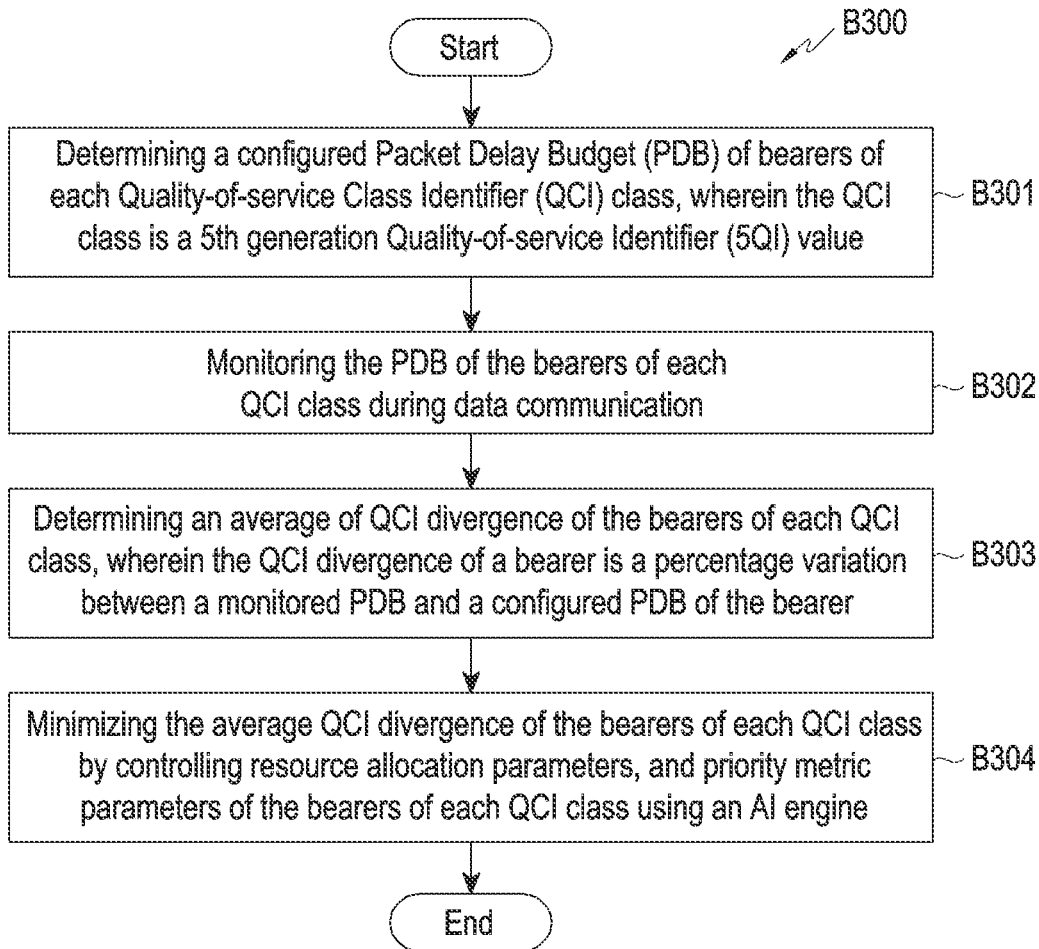 B300
Start
Determining a configured Packet Delay Budget (PDB) of bearers of
each Quality-of-service Class Identifier (QCI) class, wherein the QCI
class is a 5th generation Quality-of-service Identifier (5QI) value
B301
Monitoring the PDB of the bearers of each
QCI class during data communication
B302
Determining an average of QCI divergence of the bearers of each QCI
class, wherein the QCI divergence of a bearer is a percentage variation
between a monitored PDB and a configured PDB of the bearer
B303
Minimizing the average QCI divergence of the bearers of each QCI class
by controlling resource allocation parameters, and priority metric
parameters of the bearers of each QCI class using an AI engine
B304
End